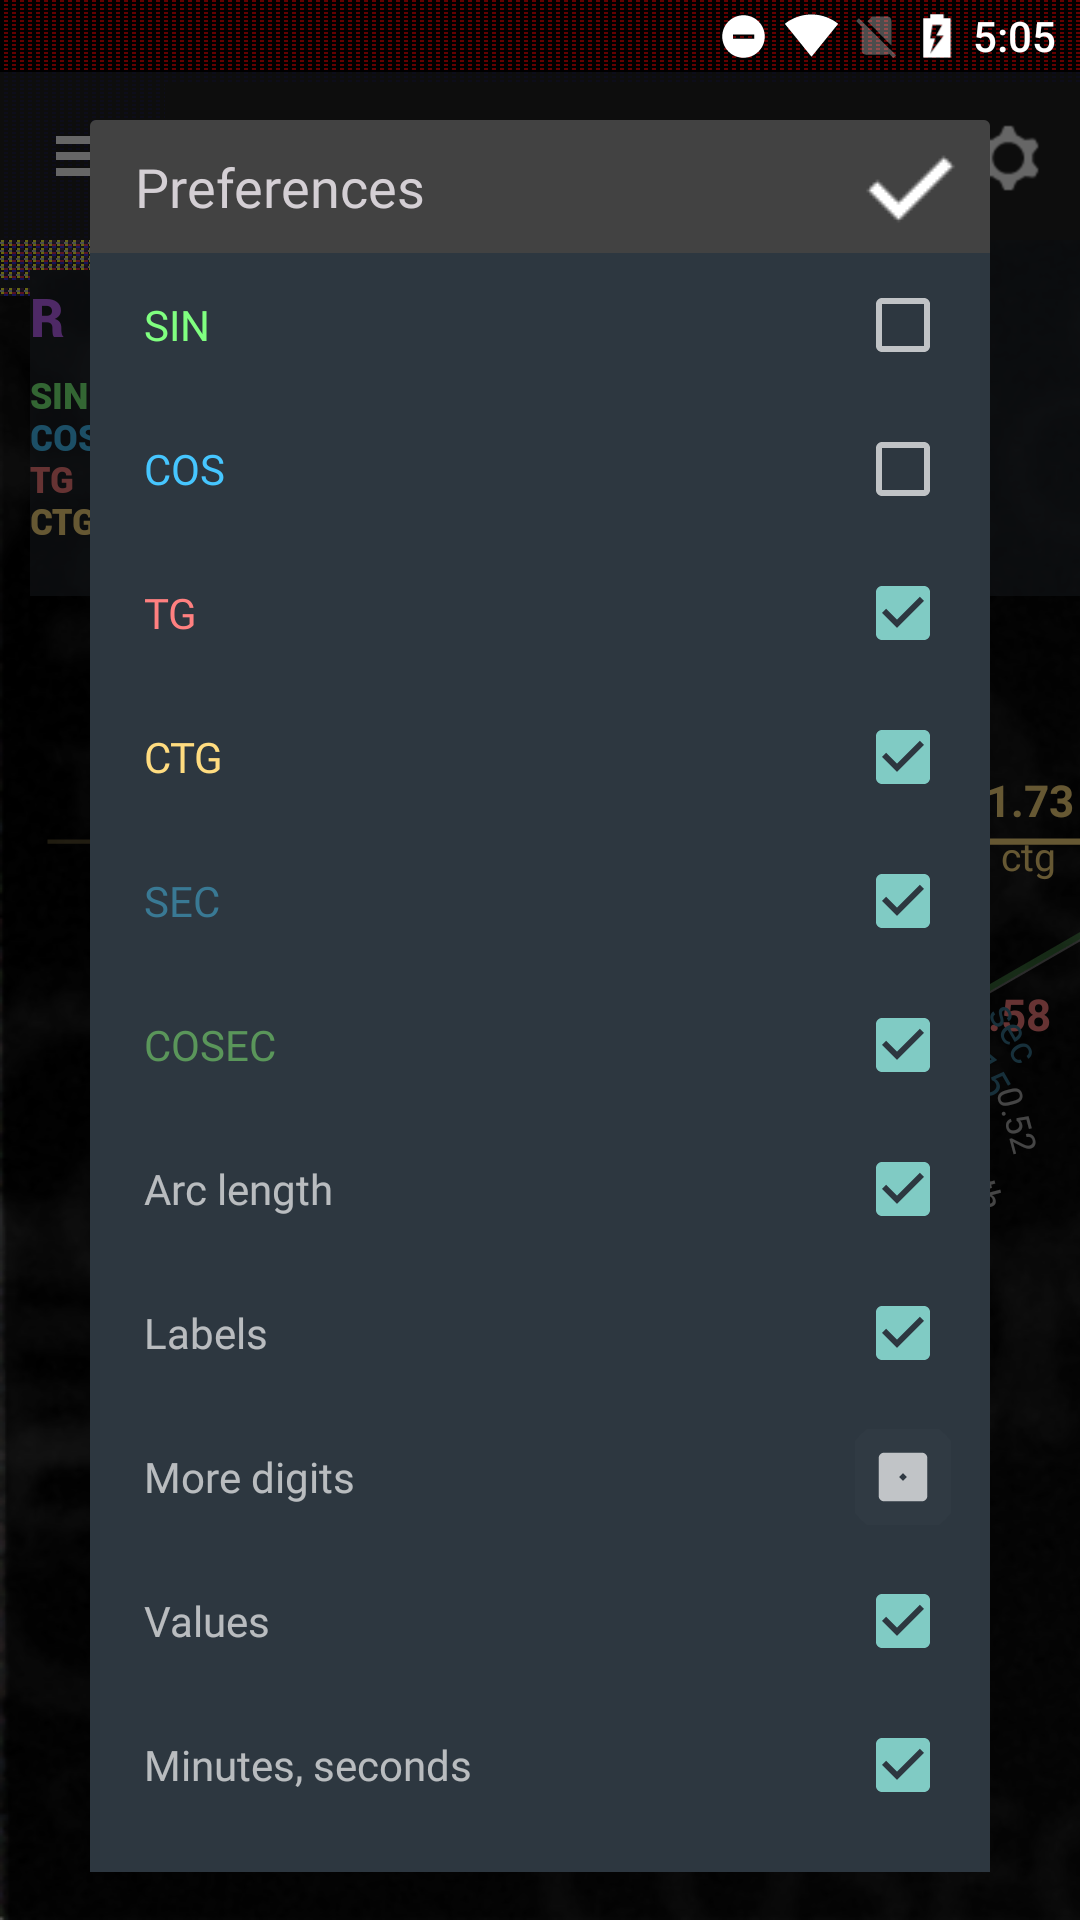 5:05
Preferences
R
SIN
COS
TG
CTG
SIN
COS
TG
CTG
SEC
COSEC
Arc length
Labels
More digits
Values
Minutes, seconds
1.73
ctg
.58
sec
0.52